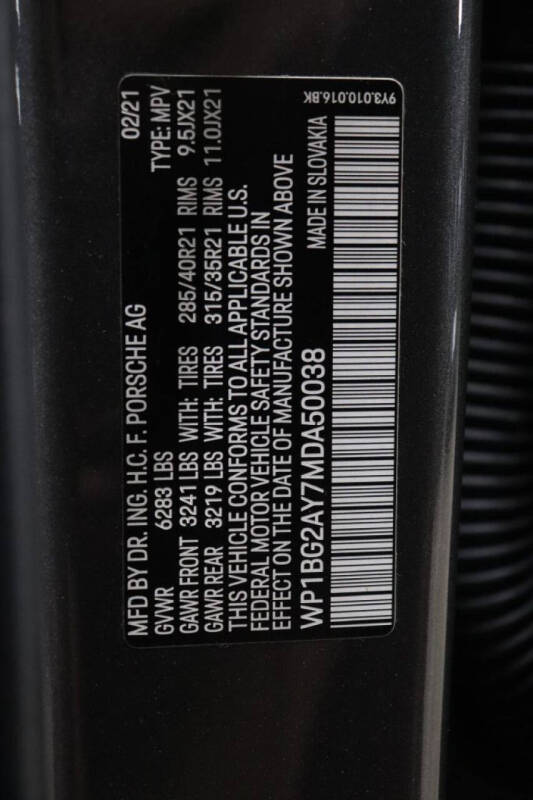 MFD BY DR. ING. H.C. F. PORSCHE AG 02/21
GVWR 6283 LBS TYPE: MPV
GAWR FRONT 3241 LBS WITH: TIRES 285/40R21 RIMS 9.5JX21
GAWR REAR 3219 LBS WITH: TIRES 315/35R21 RIMS 11.0JX21
THIS VEHICLE CONFORMS TO ALL APPLICABLE U.S.
FEDERAL MOTOR VEHICLE SAFETY STANDARDS IN
EFFECT ON THE DATE OF MANUFACTURE SHOWN ABOVE
WP1BG2AY7MDA50038 MADE IN SLOVAKIA
9Y3.010.016.BK